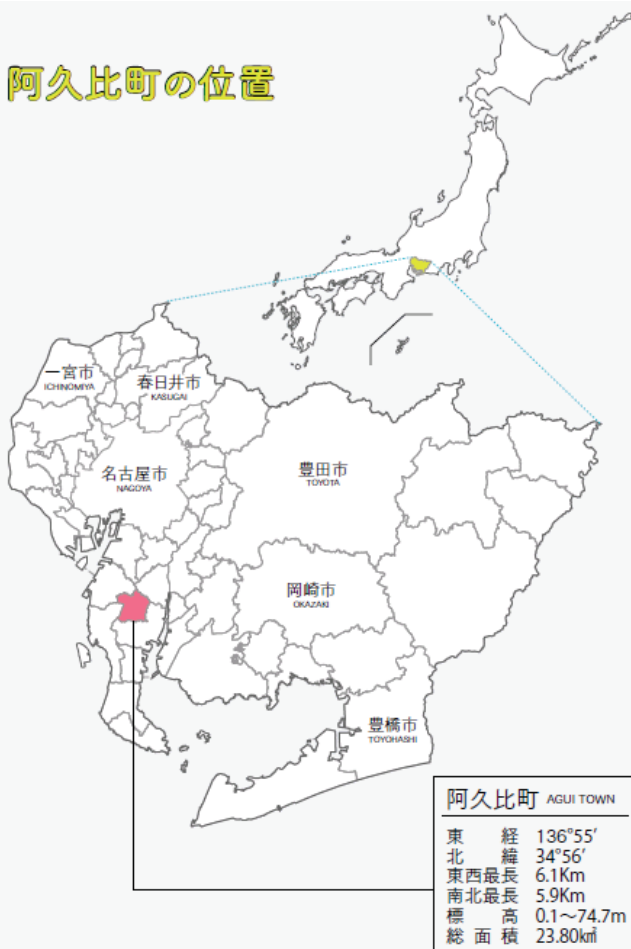 阿久比町の位置
一宮市
ICHINOMIYA
春日井市
KASUGAI
名古屋市
NAGOYA
豊田市
TOYOTA
岡崎市
OKAZAKI
豊橋市
TOYOHASHI
阿久比町 AGUI TOWN
東経 136°55′
北緯 34°56′
東西最長 6.1Km
南北最長 5.9Km
標高 0.1〜74.7m
総面積 23.80㎢